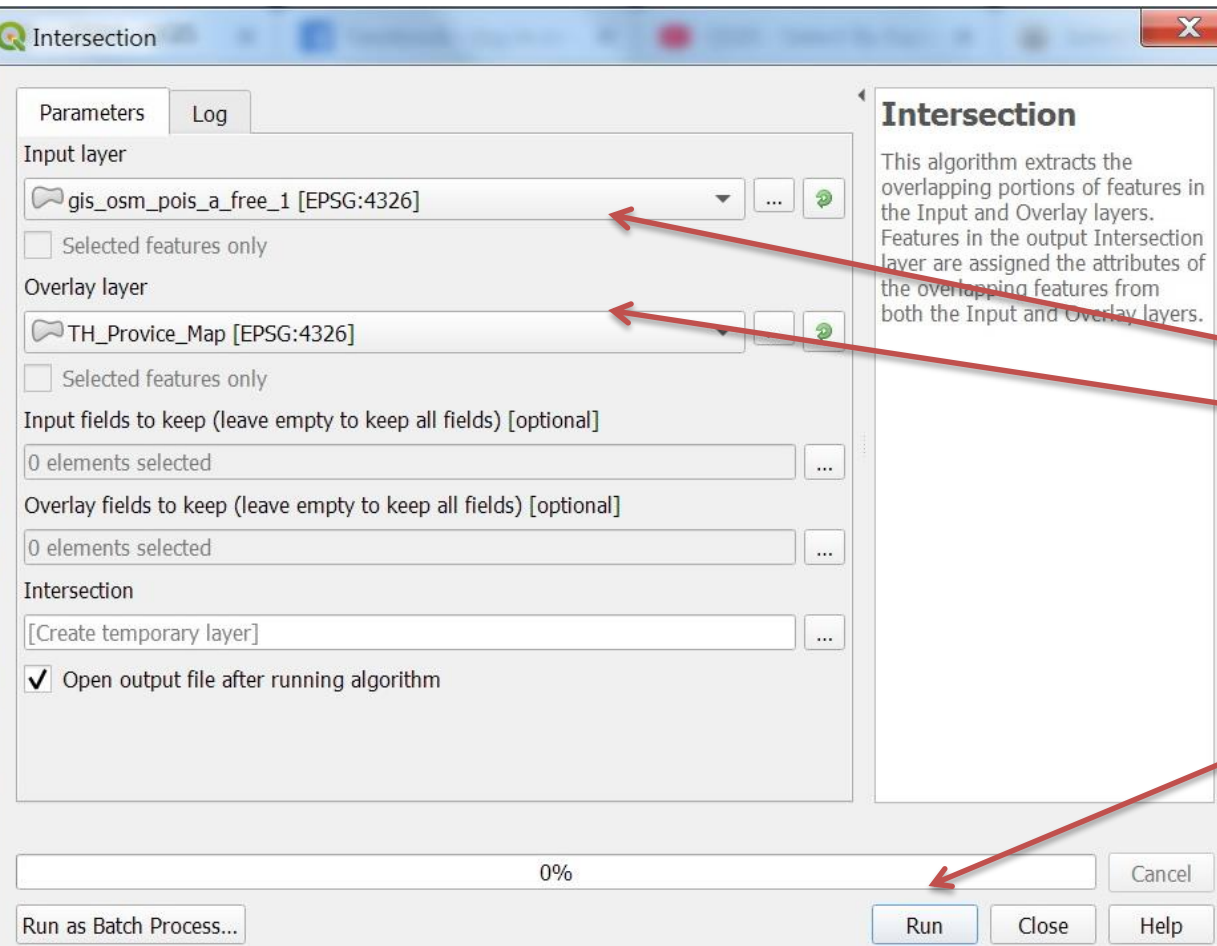 Intersection
Parameters
Log
Input layer
gis_osm_pois_a_free_1 [EPSG:4326]
...
Selected features only
Overlay layer
TH_Provice_Map [EPSG:4326]
Selected features only
Input fields to keep (leave empty to keep all fields) [optional]
0 elements selected
...
Overlay fields to keep (leave empty to keep all fields) [optional]
0 elements selected
...
Intersection
[Create temporary layer]
...
Open output file after running algorithm
Intersection
This algorithm extracts the
overlapping portions of features in
the Input and Overlay layers.
Features in the output Intersection
layer are assigned the attributes of
the overlapping features from
both the Input and Overlay layers.
0%
Cancel
Run as Batch Process...
Run
Close
Help